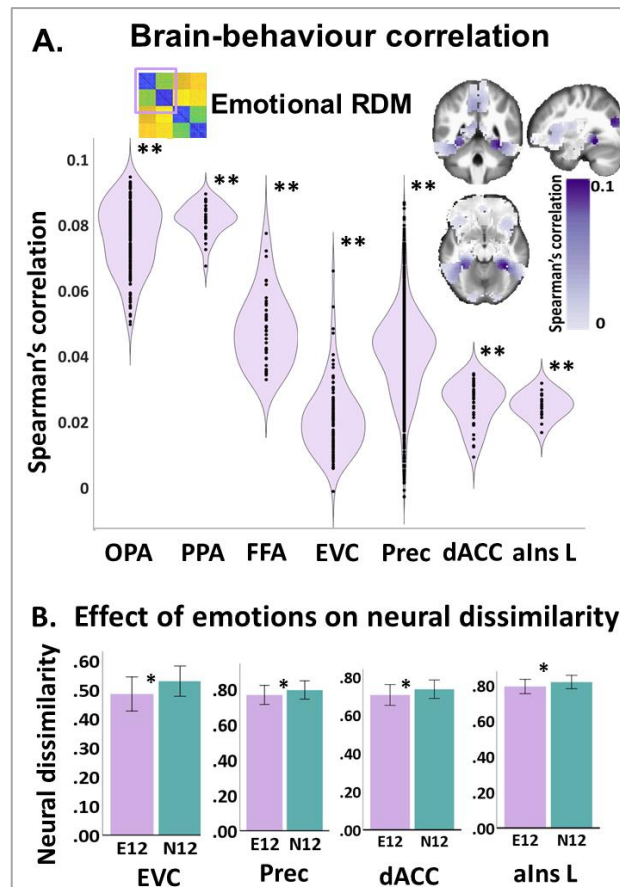 A. Brain-behaviour correlation
Emotional RDM
0.1
0.08
0.06
0.04
0.02
0
Spearman's correlation
** ** ** ** ** ** **
OPA PPA FFA EVC Prec dACC aIns L
0.1
0
Spearman's correlation
B. Effect of emotions on neural dissimilarity
Neural dissimilarity
.60
.50
.40
.30
.20
.10
.00
*
E12 N12
EVC
.80
.60
.40
.20
.00
*
E12 N12
Prec
.80
.60
.40
.80
.00
*
E12 N12
dACC
.80
.60
.40
.20
.00
*
E12 N12
aIns L